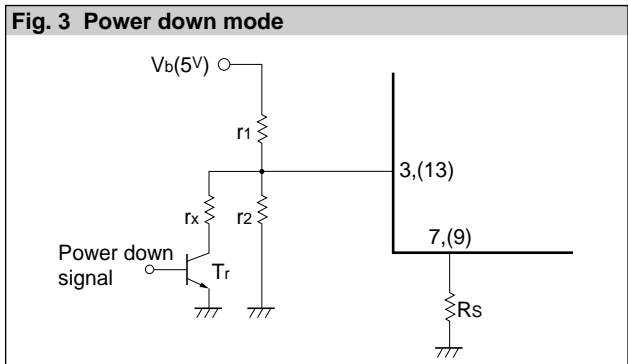 Fig. 3 Power down mode
Vb(5V)
r1
3,(13)
rx
r2
7,(9)
Power down
signal
Tr
Rs